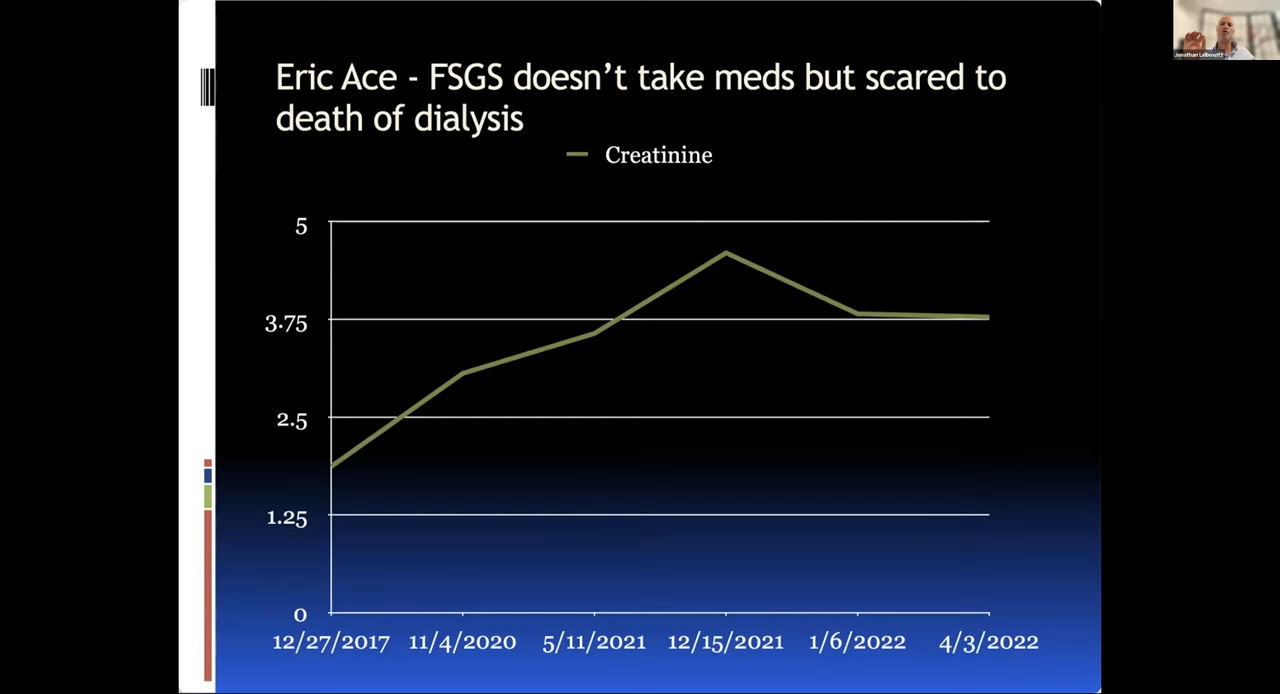 Eric Ace - FSGS doesn't take meds but scared to
death of dialysis
Creatinine
5
3.75
2.5
1.25
0
12/27/2017 11/4/2020 5/11/2021 12/15/2021 1/6/2022 4/3/2022
Jonathan Leibowitz